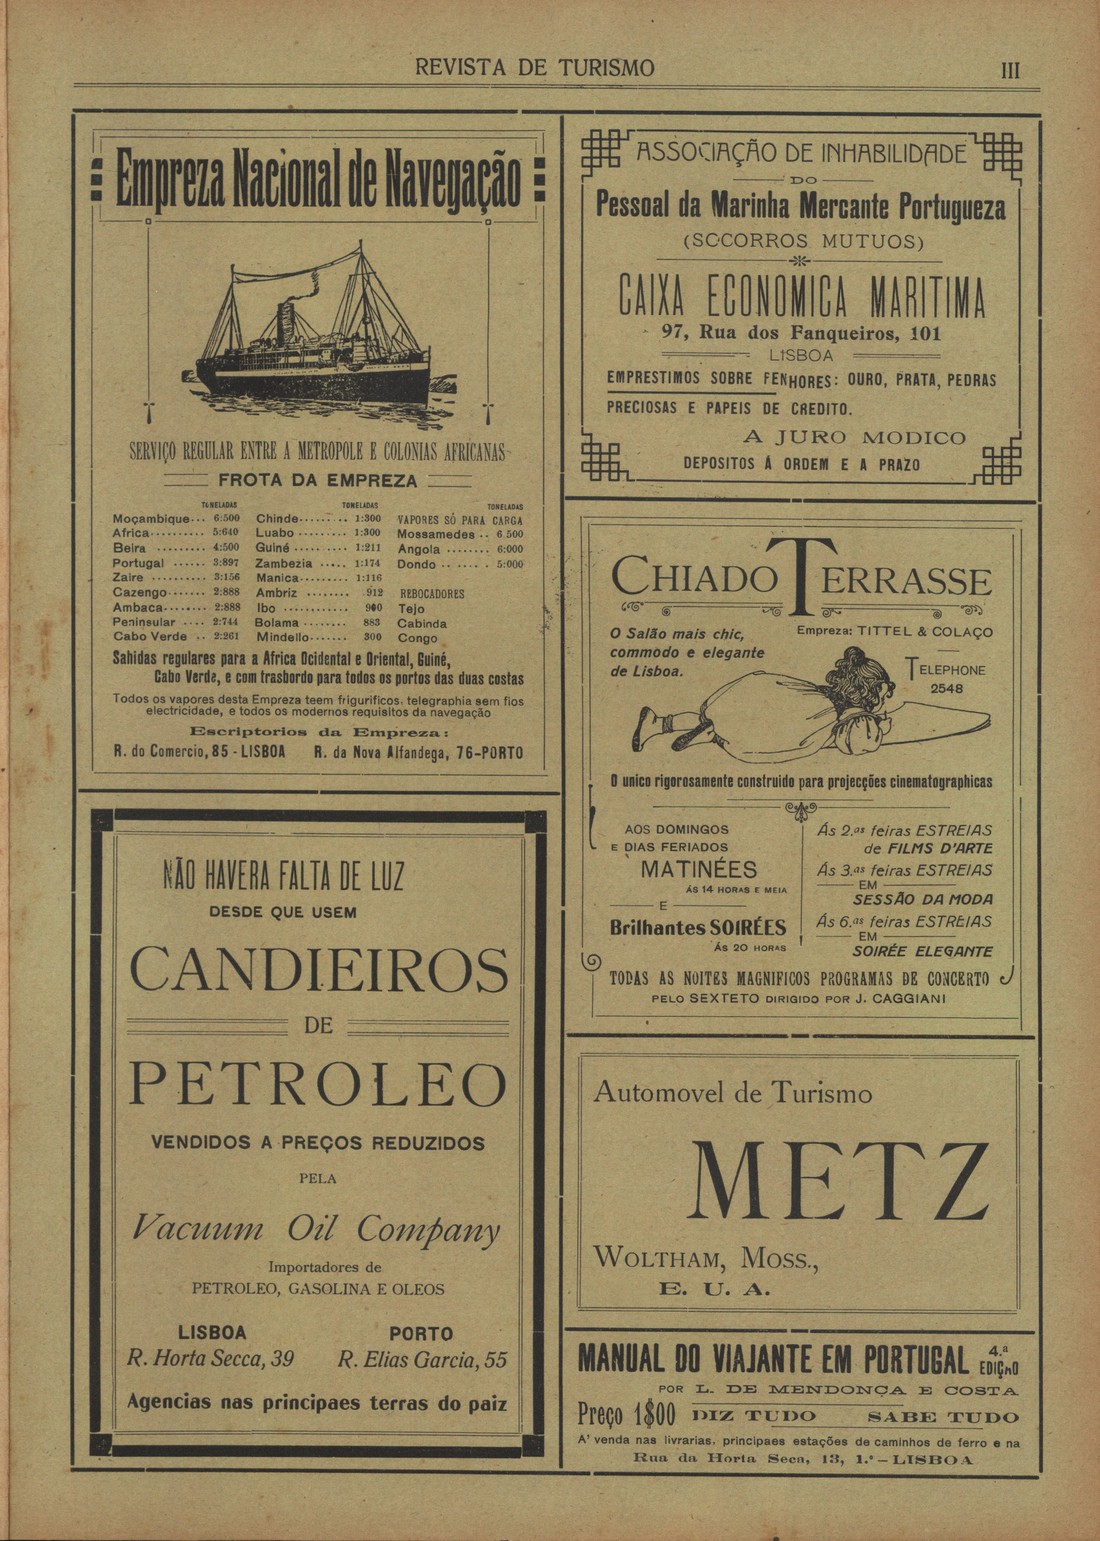 REVISTA DE TURISMO
III
Empreza Nacional de Navegação
SERVIÇO REGULAR ENTRE A METROPOLE E COLONIAS AFRICANAS
FROTA DA EMPREZA
TONELADAS
Moçambique... 6:500
Africa.......... 5:640
Beira ......... 4:500
Portugal ...... 3:897
Zaire .......... 3:156
Cazengo....... 2:888
Ambaca........ 2:888
Peninsular .... 2:744
Cabo Verde .. 2:261
TONELADAS
Chinde......... 1:300
Luabo ......... 1:300
Guiné .......... 1:211
Zambezia ..... 1:174
Manica......... 1:116
Ambriz ........ 912
Ibo ............ 900
Bolama ........ 883
Mindello....... 300
TONELADAS
VAPORES SÓ PARA CARGA
Mossamedes .. 6.500
Angola ........ 6:000
Dondo ........ 5:000
REBOCADORES
Tejo
Cabinda
Congo
Sahidas regulares para a Africa Ocidental e Oriental, Guiné,
Cabo Verde, e com trasbordo para todos os portos das duas costas
Todos os vapores desta Empreza teem frigurificos, telegraphia sem fios
electricidade, e todos os modernos requisitos da navegação
Escriptorios da Empreza:
R. do Comercio, 85 - LISBOA R. da Nova Alfandega, 76-PORTO
NÃO HAVERA FALTA DE LUZ
DESDE QUE USEM
CANDIEIROS
DE
PETROLEO
VENDIDOS A PREÇOS REDUZIDOS
PELA
Vacuum Oil Company
Importadores de
PETROLEO, GASOLINA E OLEOS
LISBOA
R. Horta Secca, 39
PORTO
R. Elias Garcia, 55
Agencias nas principaes terras do paiz
ASSOCIAÇÃO DE INHABILIDADE
DO
Pessoal da Marinha Mercante Portugueza
(SOCORROS MUTUOS)
CAIXA ECONOMICA MARITIMA
97, Rua dos Fanqueiros, 101
LISBOA
EMPRESTIMOS SOBRE FENHORES: OURO, PRATA, PEDRAS
PRECIOSAS E PAPEIS DE CREDITO.
A JURO MODICO
DEPOSITOS Á ORDEM E A PRAZO
CHIADO TERRASSE
O Salão mais chic,
commodo e elegante
de Lisboa.
Empreza: TITTEL & COLAÇO
TELEPHONE
2548
O unico rigorosamente construido para projecções cinematographicas
AOS DOMINGOS
E DIAS FERIADOS
MATINÉES
ÁS 14 HORAS E MEIA
E
Brilhantes SOIRÉES
ÁS 20 HORAS
Ás 2.as feiras ESTREIAS
de FILMS D'ARTE
Ás 3.as feiras ESTREIAS
EM
SESSÃO DA MODA
Ás 6.as feiras ESTREIAS
EM
SOIRÉE ELEGANTE
TODAS AS NOITES MAGNIFICOS PROGRAMAS DE CONCERTO
PELO SEXTETO DIRIGIDO POR J. CAGGIANI
Automovel de Turismo
METZ
WOLTHAM, MOSS.,
E. U. A.
MANUAL DO VIAJANTE EM PORTUGAL 4.ª EDIÇÃO
POR L. DE MENDONÇA E COSTA
Preço 1$00 DIZ TUDO SABE TUDO
A' venda nas livrarias, principaes estações de caminhos de ferro e na
Rua da Horta Seca, 13, 1.º - LISBOA